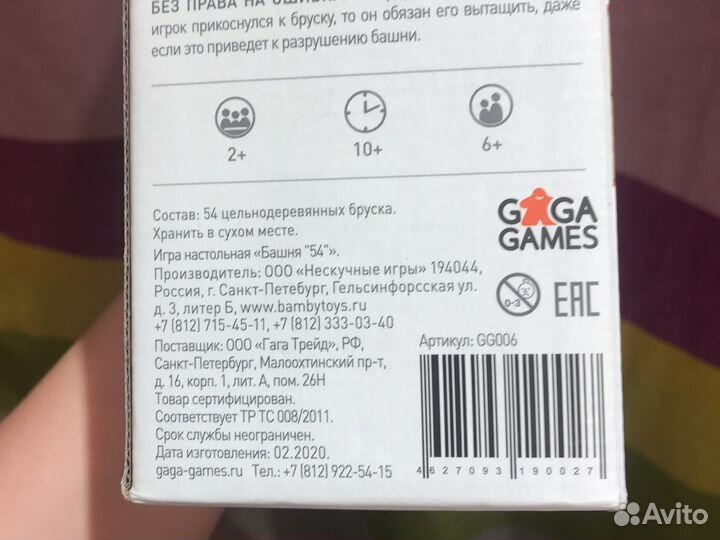 БЕЗ ПРАВА НА
игрок прикоснулся к бруску, то он обязан его вытащить, даже
если это приведет к разрушению башни.
2+
10+
6+
Состав: 54 цельнодеревянных бруска.
Хранить в сухом месте.
Игра настольная «Башня "54"».
Производитель: ООО «Нескучные игры» 194044,
Россия, г. Санкт-Петербург, Гельсинфорсская ул.
д. 3, литер Б, www.bambytoys.ru
+7 (812) 715-45-11, +7 (812) 333-03-40
Поставщик: ООО «Гага Трейд», РФ,
Санкт-Петербург, Малоохтинский пр-т,
д. 16, корп. 1, лит. А, пом. 26Н
Товар сертифицирован.
Соответствует ТР ТС 008/2011.
Срок службы неограничен.
Дата изготовления: 02.2020.
gaga-games.ru Тел.: +7 (812) 922-54-15
GAGA
GAMES
0-3
EAC
Артикул: GG006
4 627093 190027
Avito